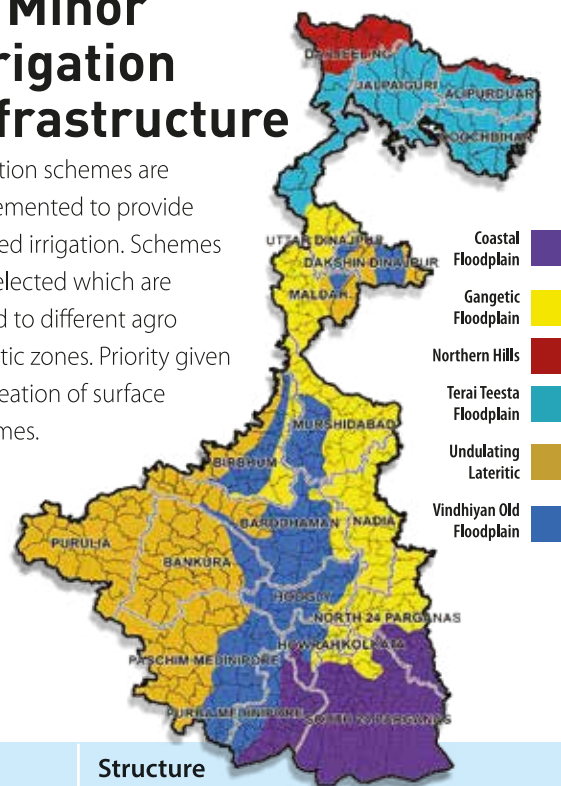 Minor
rigation
frastructure
tion schemes are
emented to provide
ed irrigation. Schemes
elected which are
d to different agro
tic zones. Priority given
eation of surface
mes.
DARJEELING
JALPAIGURI
ALIPURDUAR
COOCHBIHAR
UTTAR DINAJPUR
DAKSHIN DINAJPUR
MALDAH
MURSHIDABAD
BIRBHUM
BARDDHAMAN
NADIA
PURULIA
BANKURA
HOOGLY
NORTH 24 PARGANAS
HOWRAH
KOLKATA
PASCHIM MEDINIPORE
PURBA MEDINIPORE
SOUTH 24 PARGANAS
Coastal
Floodplain
Gangetic
Floodplain
Northern Hills
Terai Teesta
Floodplain
Undulating
Lateritic
Vindhiyan Old
Floodplain
Structure